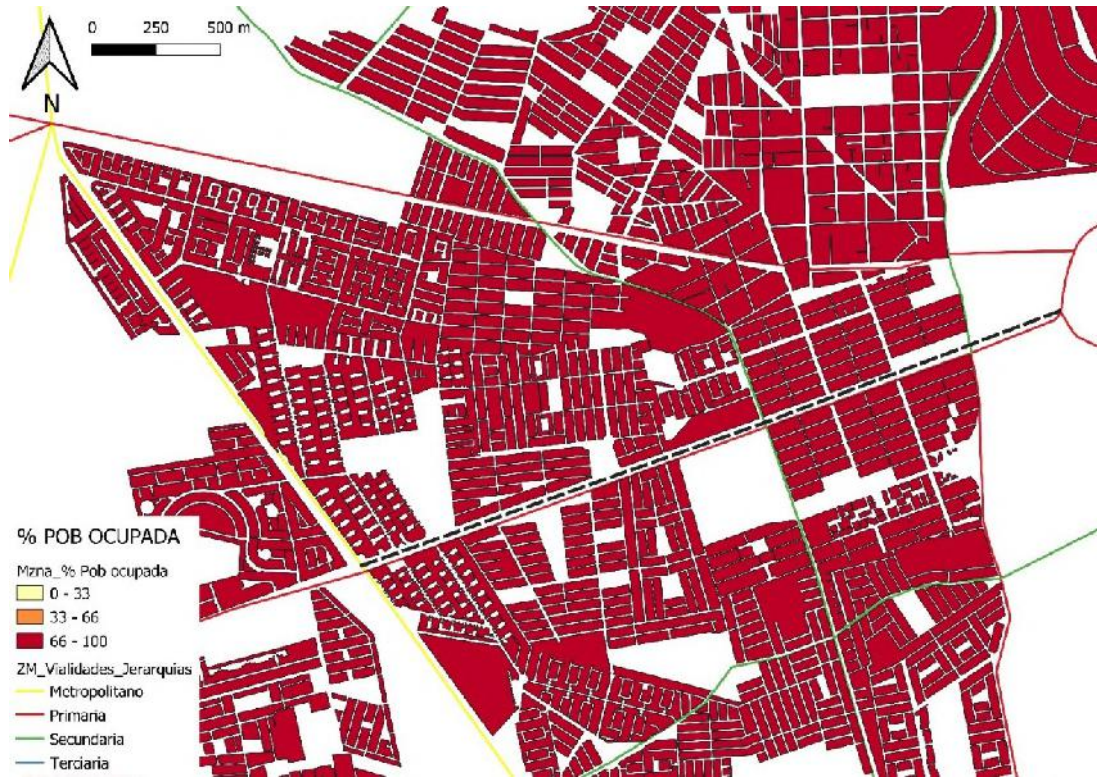 0 250 500 m
N
% POB OCUPADA
Mzna_% Pob ocupada
0 - 33
33 - 66
66 - 100
ZM_Vialidades_Jerarquias
Metropolitano
Primaria
Secundaria
Terciaria